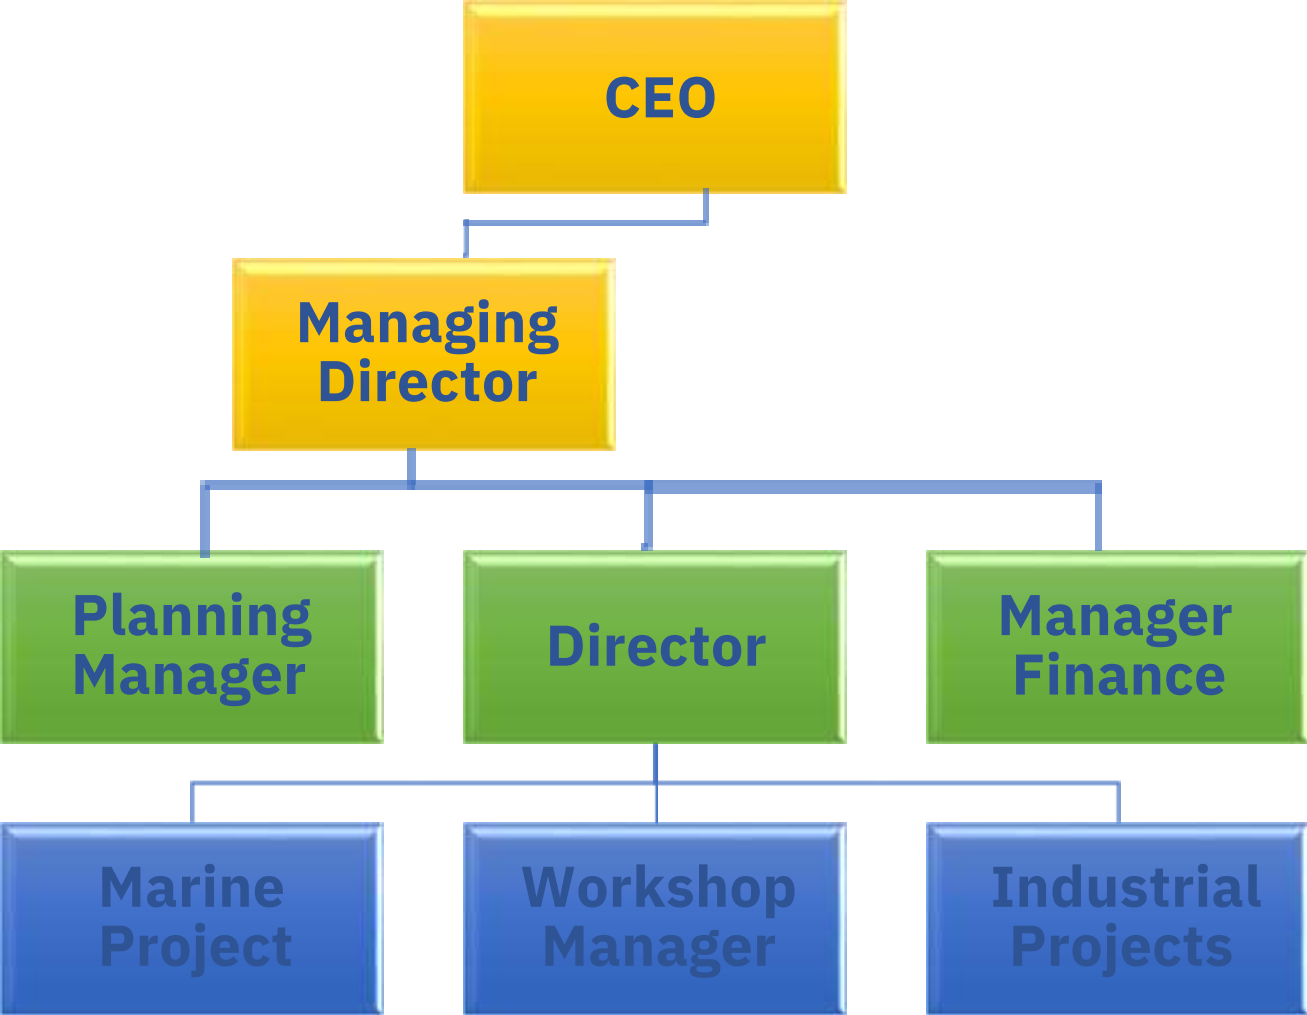 CEO
Managing
Director
Planning
Manager
Director
Manager
Finance
Marine
Project
Workshop
Manager
Industrial
Projects